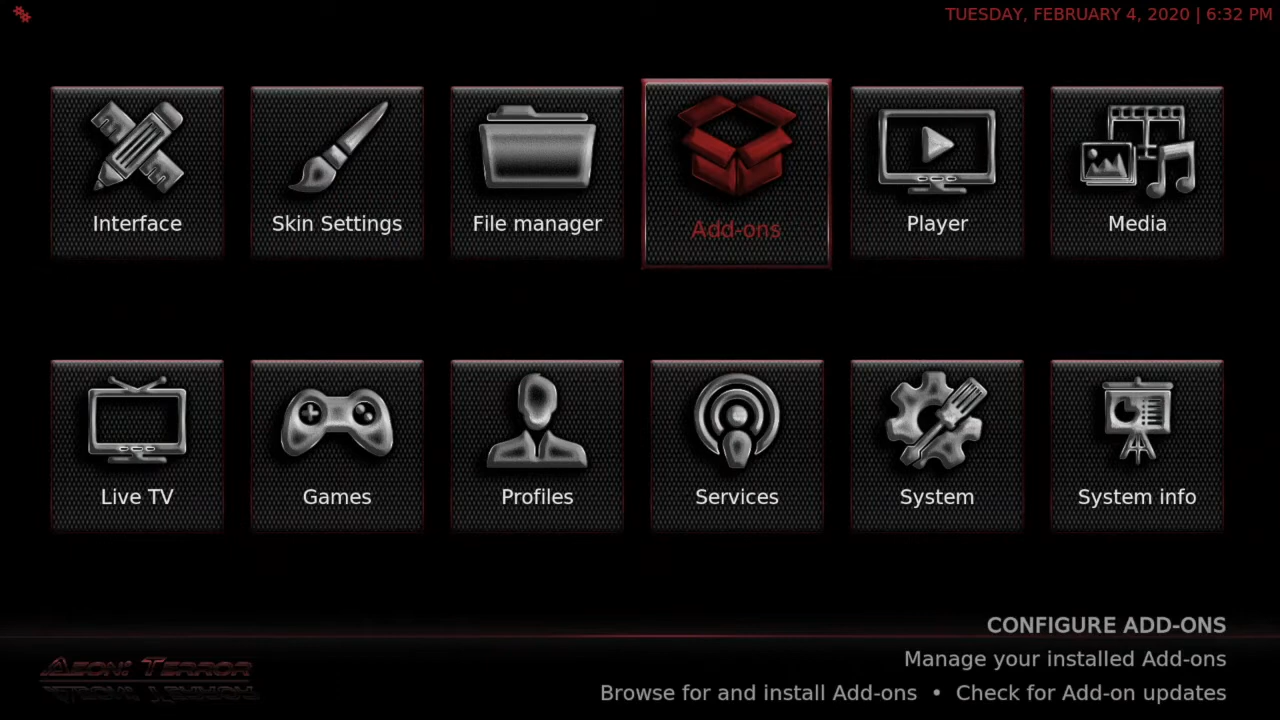 TUESDAY, FEBRUARY 4, 2020 | 6:32 PM
Interface
Skin Settings
File manager
Add-ons
Player
Media
Live TV
Games
Profiles
Services
System
System info
CONFIGURE ADD-ONS
Manage your installed Add-ons
Browse for and install Add-ons • Check for Add-on updates
Aeon: Terror